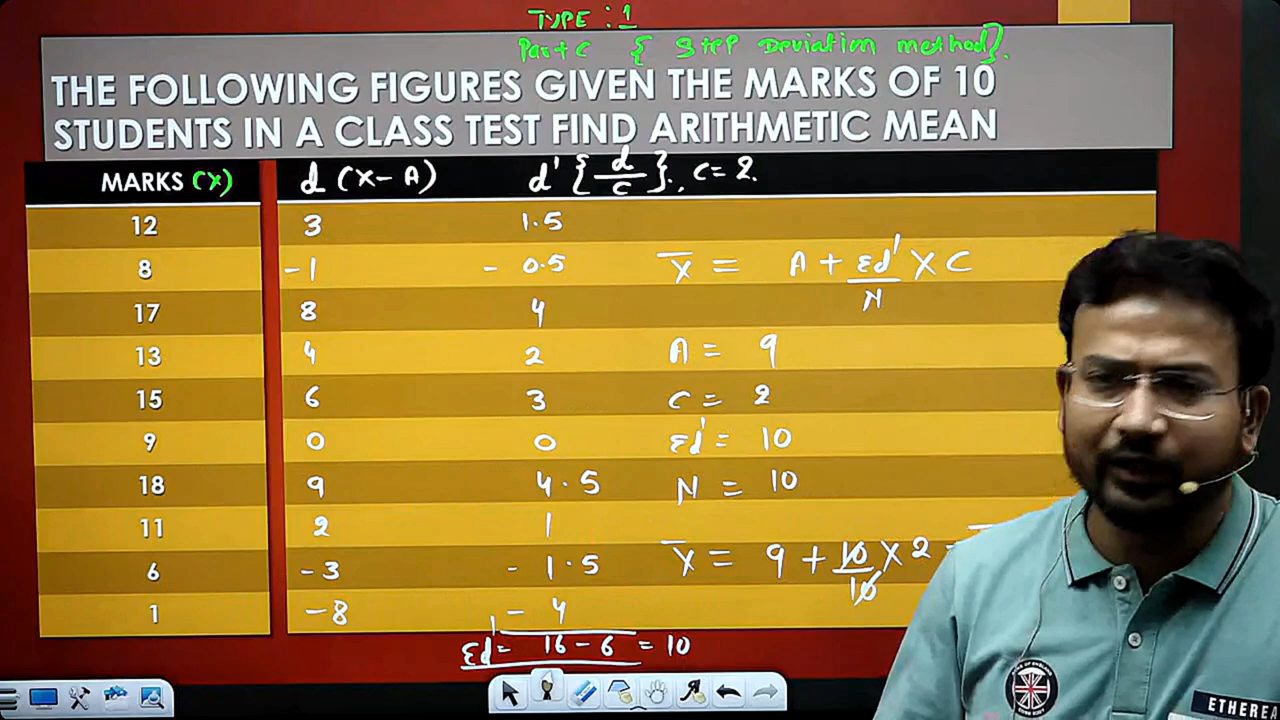 TYPE : 1
Part C { Step Deviation method}.
THE FOLLOWING FIGURES GIVEN THE MARKS OF 10
STUDENTS IN A CLASS TEST FIND ARITHMETIC MEAN
MARKS (X) d (X-A) d' {d/c}., C=2.
12 3 1.5
8 -1 - 0.5 X̄ = A + Σd'/N X C
17 8 4
13 4 2 A = 9
15 6 3 C = 2
9 0 0 Σd' = 10
18 9 4.5 N = 10
11 2 1
6 -3 - 1.5 X̄ = 9 + 10/10 X 2 =
1 -8 - 4
Σd' = 16 - 6 = 10
ETHEREA